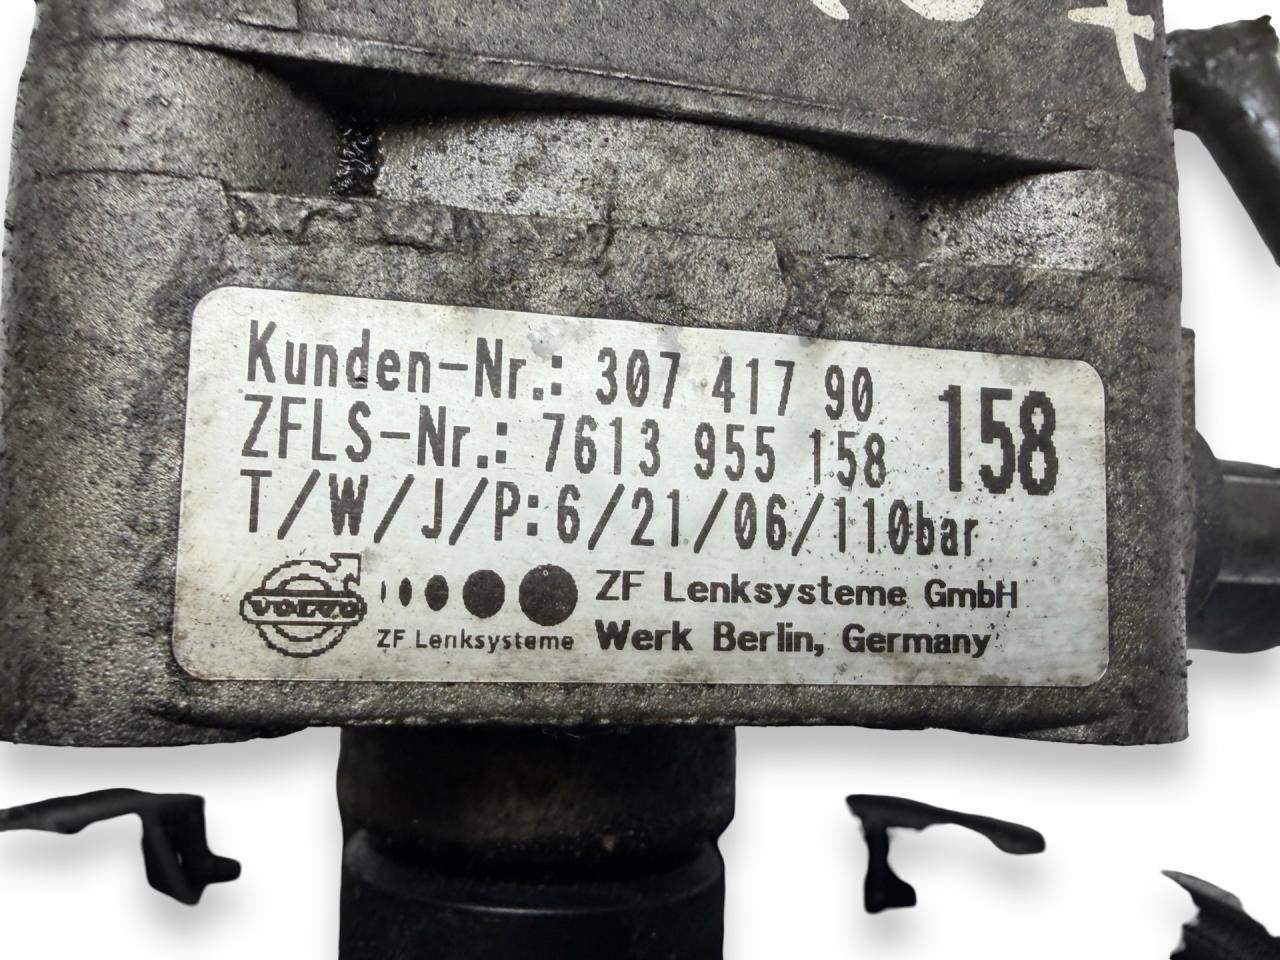 Kunden-Nr.: 307 417 90
ZFLS-Nr.: 7613 955 158 158
T/W/J/P:6/21/06/110bar
VOLVO
ZF Lenksysteme
ZF Lenksysteme GmbH
Werk Berlin, Germany